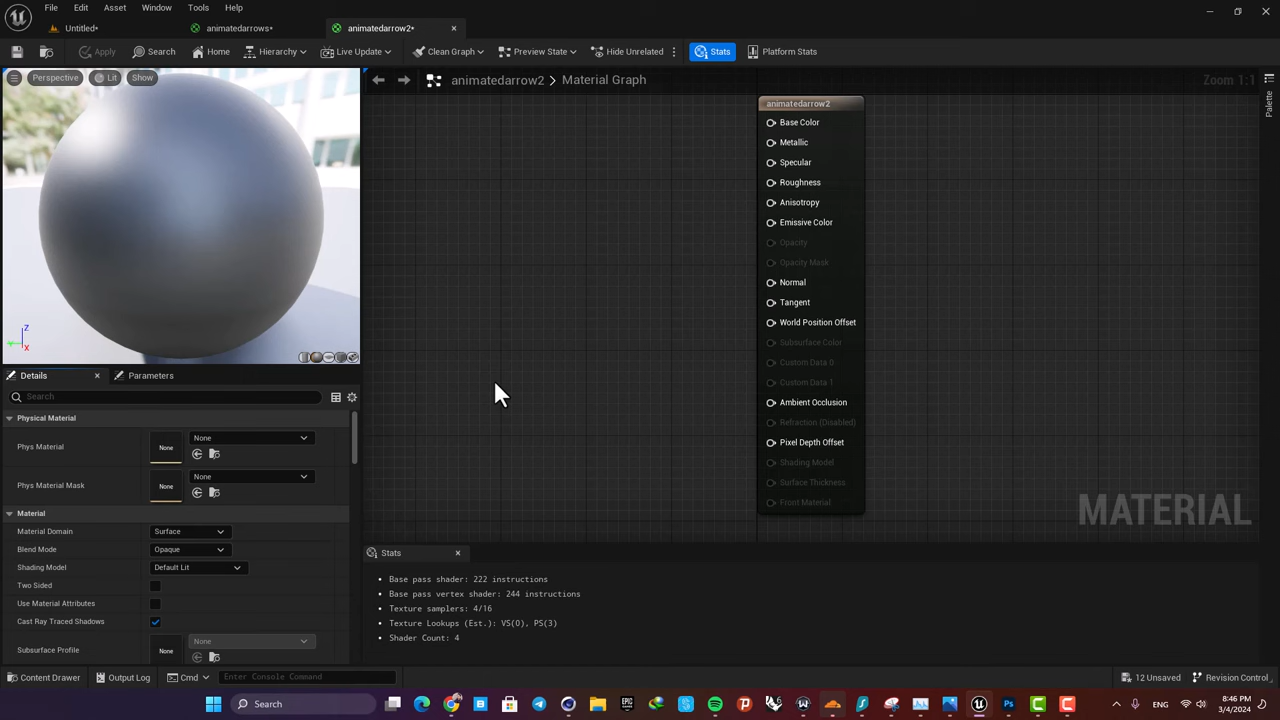 File Edit Asset Window Tools Help
Untitled* animatedarrows* animatedarrow2*
Apply Search Home Hierarchy Live Update Clean Graph Preview State Hide Unrelated Stats Platform Stats
Perspective Lit Show
animatedarrow2 > Material Graph Zoom 1:1
Palette
animatedarrow2
Base Color
Metallic
Specular
Roughness
Anisotropy
Emissive Color
Opacity
Opacity Mask
Normal
Tangent
World Position Offset
Subsurface Color
Custom Data 0
Custom Data 1
Ambient Occlusion
Refraction (Disabled)
Pixel Depth Offset
Shading Model
Surface Thickness
Front Material
MATERIAL
Z
Y
X
Details Parameters
Search
Physical Material
Phys Material None None
Phys Material Mask None None
Material
Material Domain Surface
Blend Mode Opaque
Shading Model Default Lit
Two Sided
Use Material Attributes
Cast Ray Traced Shadows
Subsurface Profile None None
Stats
Base pass shader: 222 instructions
Base pass vertex shader: 244 instructions
Texture samplers: 4/16
Texture Lookups (Est.): VS(0), PS(3)
Shader Count: 4
Content Drawer Output Log Cmd Enter Console Command 12 Unsaved Revision Control
Search
8:46 PM
3/4/2024